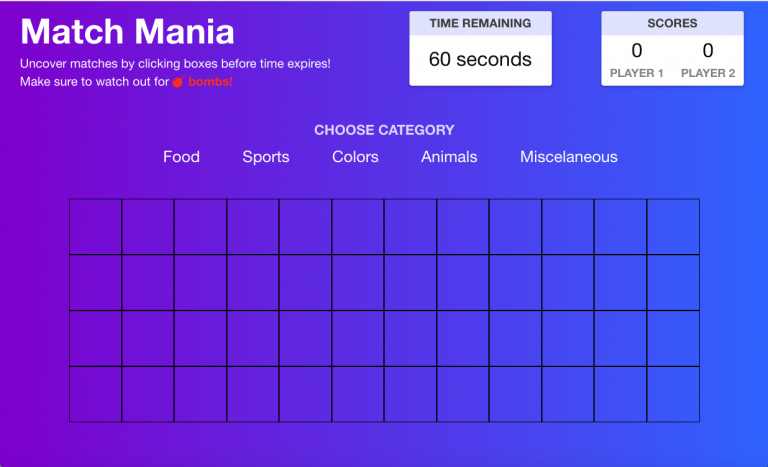 Match Mania
Uncover matches by clicking boxes before time expires!
Make sure to watch out for 💣 bombs!
TIME REMAINING
60 seconds
SCORES
0 0
PLAYER 1 PLAYER 2
CHOOSE CATEGORY
Food Sports Colors Animals Miscelaneous